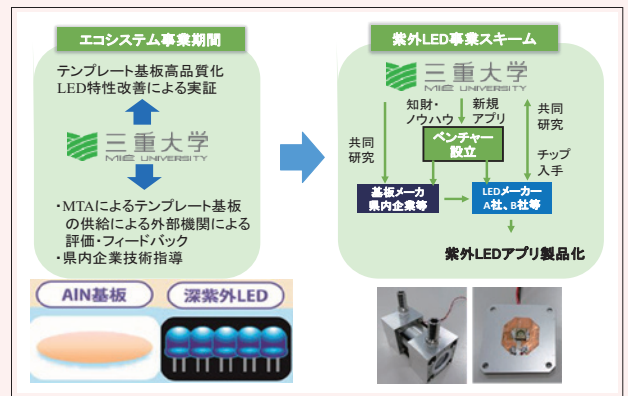 エコシステム事業期間
テンプレート基板高品質化
LED特性改善による実証
三重大学
MIE UNIVERSITY
・MTAによるテンプレート基板
の供給による外部機関による
評価・フィードバック
・県内企業技術指導
AlN基板
深紫外LED
紫外LED事業スキーム
三重大学
MIE UNIVERSITY
共同
研究
知財・
ノウハウ
新規
アプリ
共同
研究
ベンチャー
設立
チップ
入手
基板メーカ
県内企業等
LEDメーカー
A社、B社等
紫外LEDアプリ製品化